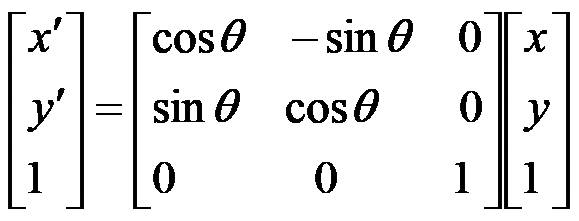 x′ cosθ −sinθ 0 x
y′ = sinθ cosθ 0 y
1 0 0 1 1